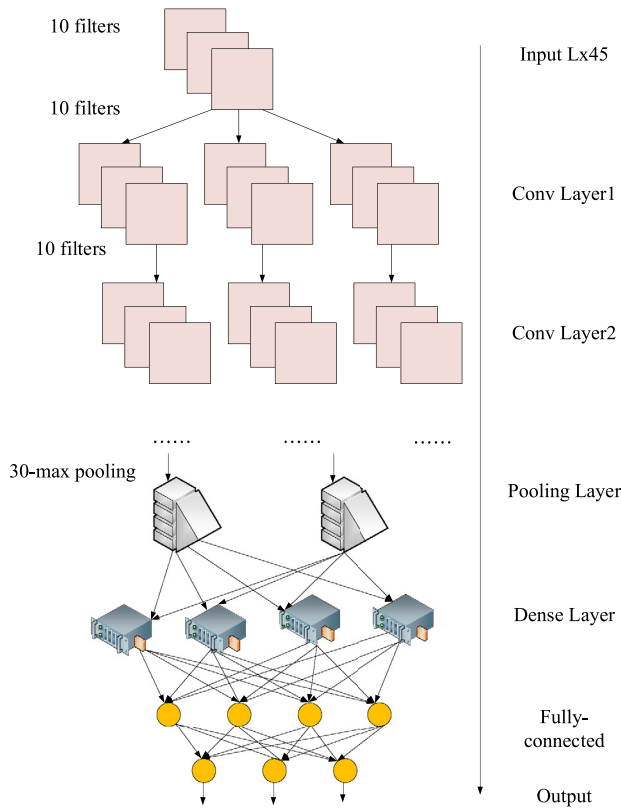 10 filters
Input Lx45
10 filters
Conv Layer1
10 filters
Conv Layer2
......
......
......
30-max pooling
Pooling Layer
Dense Layer
Fully-
connected
Output